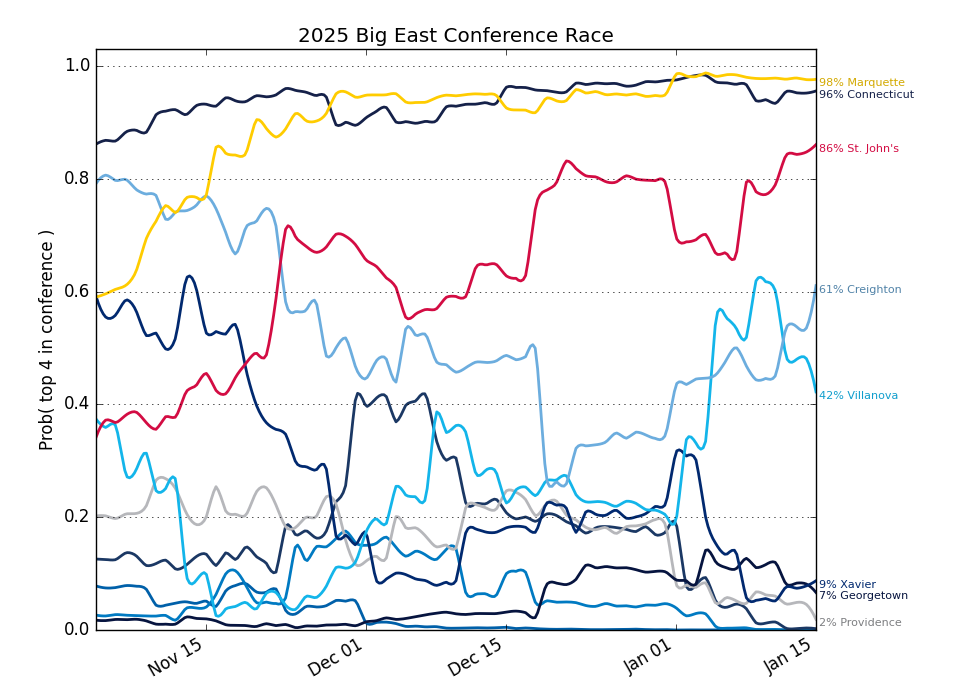 2025 Big East Conference Race
Prob( top 4 in conference )
1.0
0.8
0.6
0.4
0.2
0.0
Nov 15
Dec 01
Dec 15
Jan 01
Jan 15
98% Marquette
96% Connecticut
86% St. John's
61% Creighton
42% Villanova
9% Xavier
7% Georgetown
2% Providence